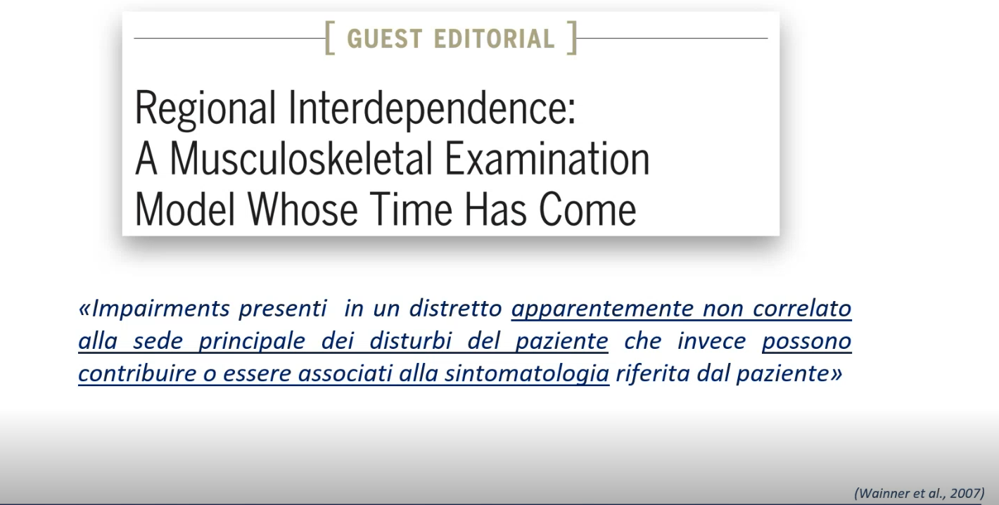 [ GUEST EDITORIAL ]
Regional Interdependence:
A Musculoskeletal Examination
Model Whose Time Has Come
«Impairments presenti in un distretto apparentemente non correlato
alla sede principale dei disturbi del paziente che invece possono
contribuire o essere associati alla sintomatologia riferita dal paziente»
(Wainner et al., 2007)